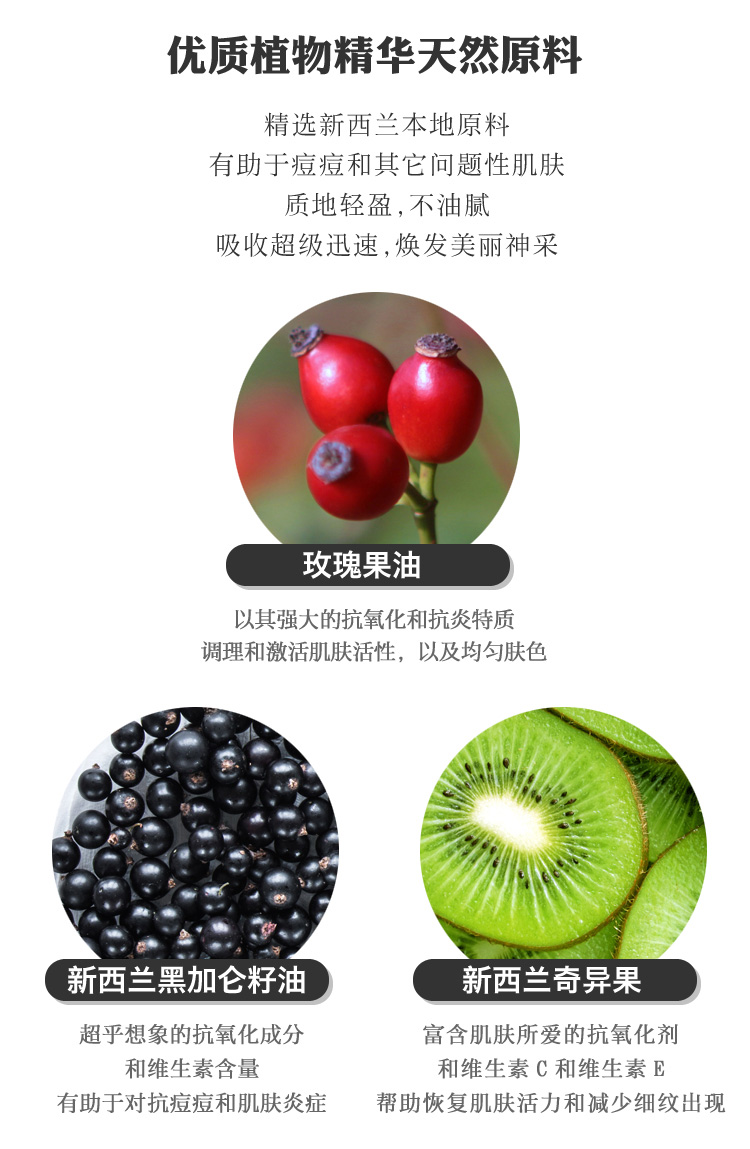 优质植物精华天然原料
精选新西兰本地原料
有助于痘痘和其它问题性肌肤
质地轻盈,不油腻
吸收超级迅速,焕发美丽神采
玫瑰果油
以其强大的抗氧化和抗炎特质
调理和激活肌肤活性，以及均匀肤色
新西兰黑加仑籽油
超乎想象的抗氧化成分
和维生素含量
有助于对抗痘痘和肌肤炎症
新西兰奇异果
富含肌肤所爱的抗氧化剂
和维生素 C 和维生素 E
帮助恢复肌肤活力和减少细纹出现